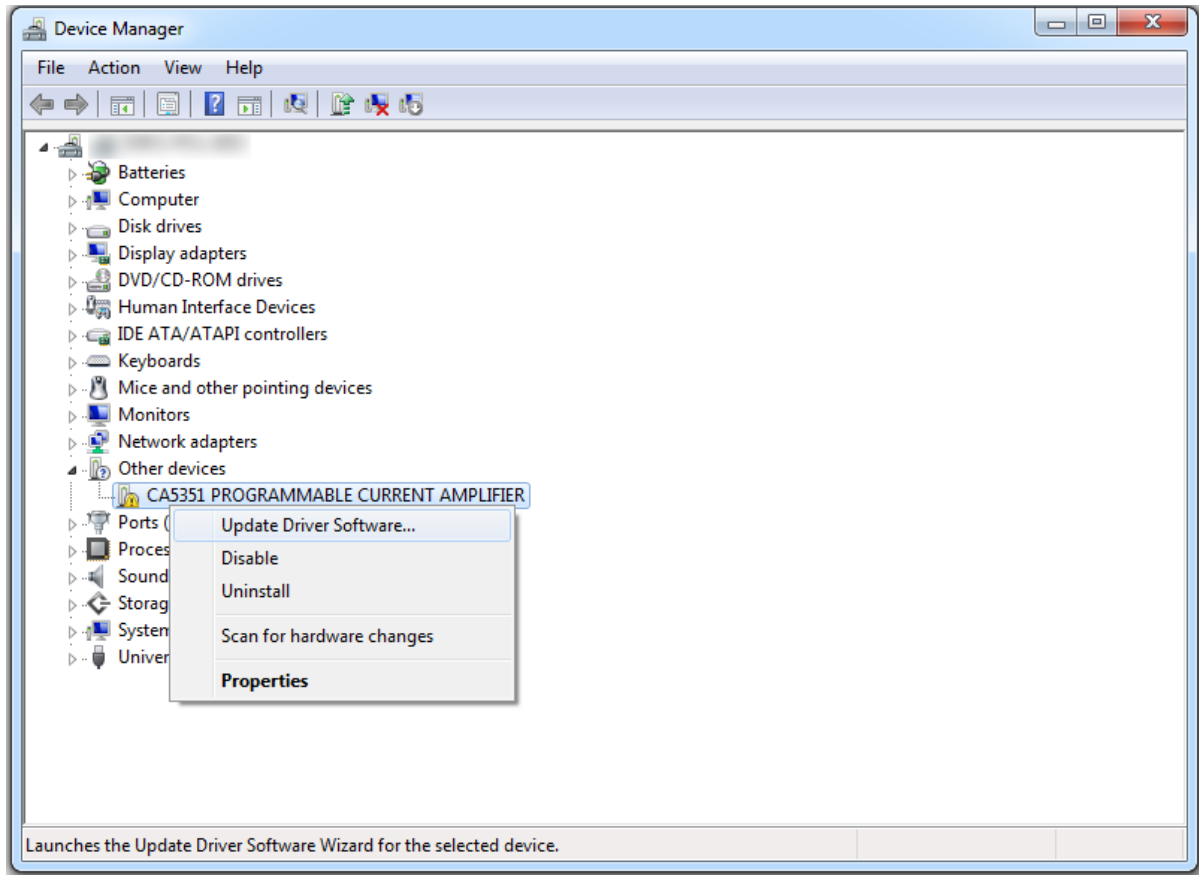 Device Manager
File Action View Help
Batteries
Computer
Disk drives
Display adapters
DVD/CD-ROM drives
Human Interface Devices
IDE ATA/ATAPI controllers
Keyboards
Mice and other pointing devices
Monitors
Network adapters
Other devices
CA5351 PROGRAMMABLE CURRENT AMPLIFIER
Ports (
Proces
Sound
Storag
System
Univer
Update Driver Software...
Disable
Uninstall
Scan for hardware changes
Properties
Launches the Update Driver Software Wizard for the selected device.